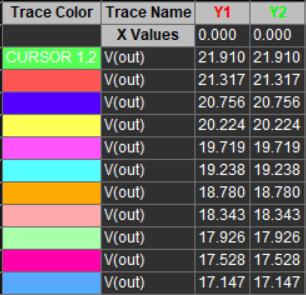 Trace Color Trace Name Y1 Y2
X Values 0.000 0.000
CURSOR 1,2 V(out) 21.910 21.910
V(out) 21.317 21.317
V(out) 20.756 20.756
V(out) 20.224 20.224
V(out) 19.719 19.719
V(out) 19.238 19.238
V(out) 18.780 18.780
V(out) 18.343 18.343
V(out) 17.926 17.926
V(out) 17.528 17.528
V(out) 17.147 17.147